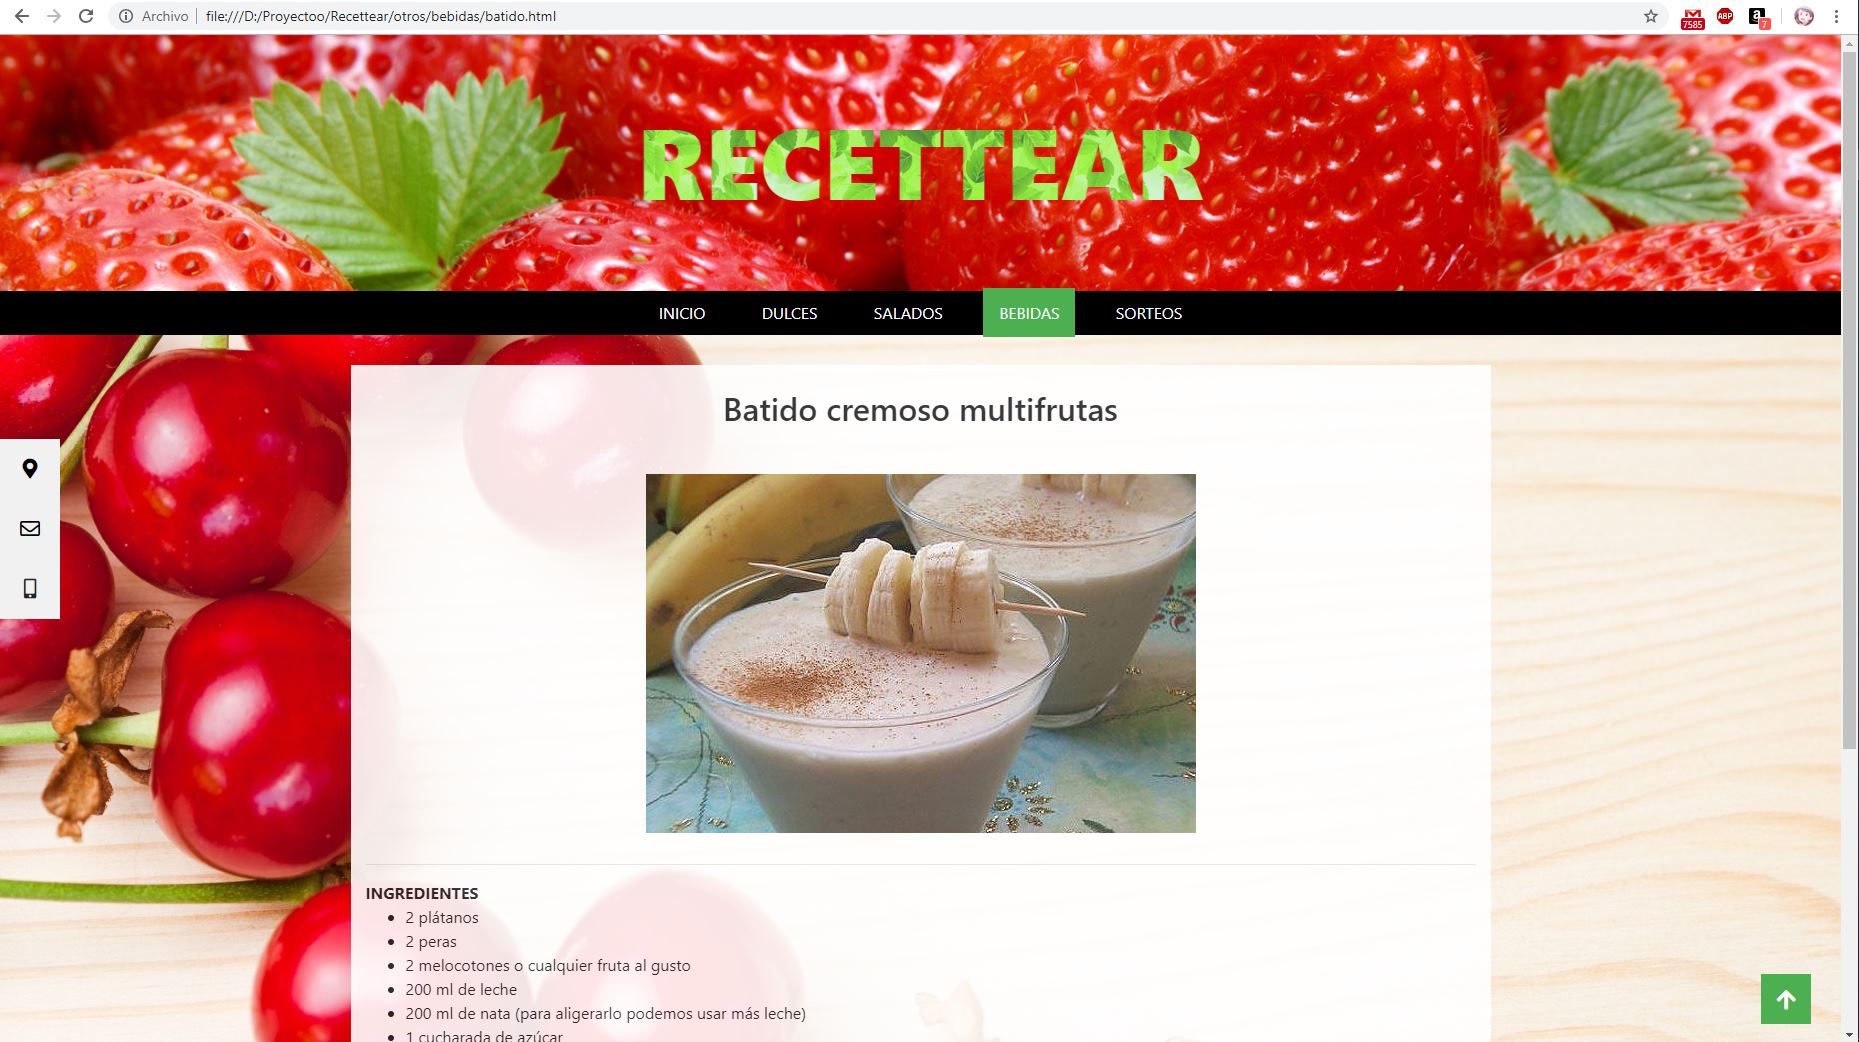 Archivo
file:///D:/Proyectoo/Recettear/otros/bebidas/batido.html
7585
ABP
a
7
RECETTEAR
INICIO
DULCES
SALADOS
BEBIDAS
SORTEOS
Batido cremoso multifrutas
INGREDIENTES
2 plátanos
2 peras
2 melocotones o cualquier fruta al gusto
200 ml de leche
200 ml de nata (para aligerarlo podemos usar más leche)
1 cucharada de azúcar